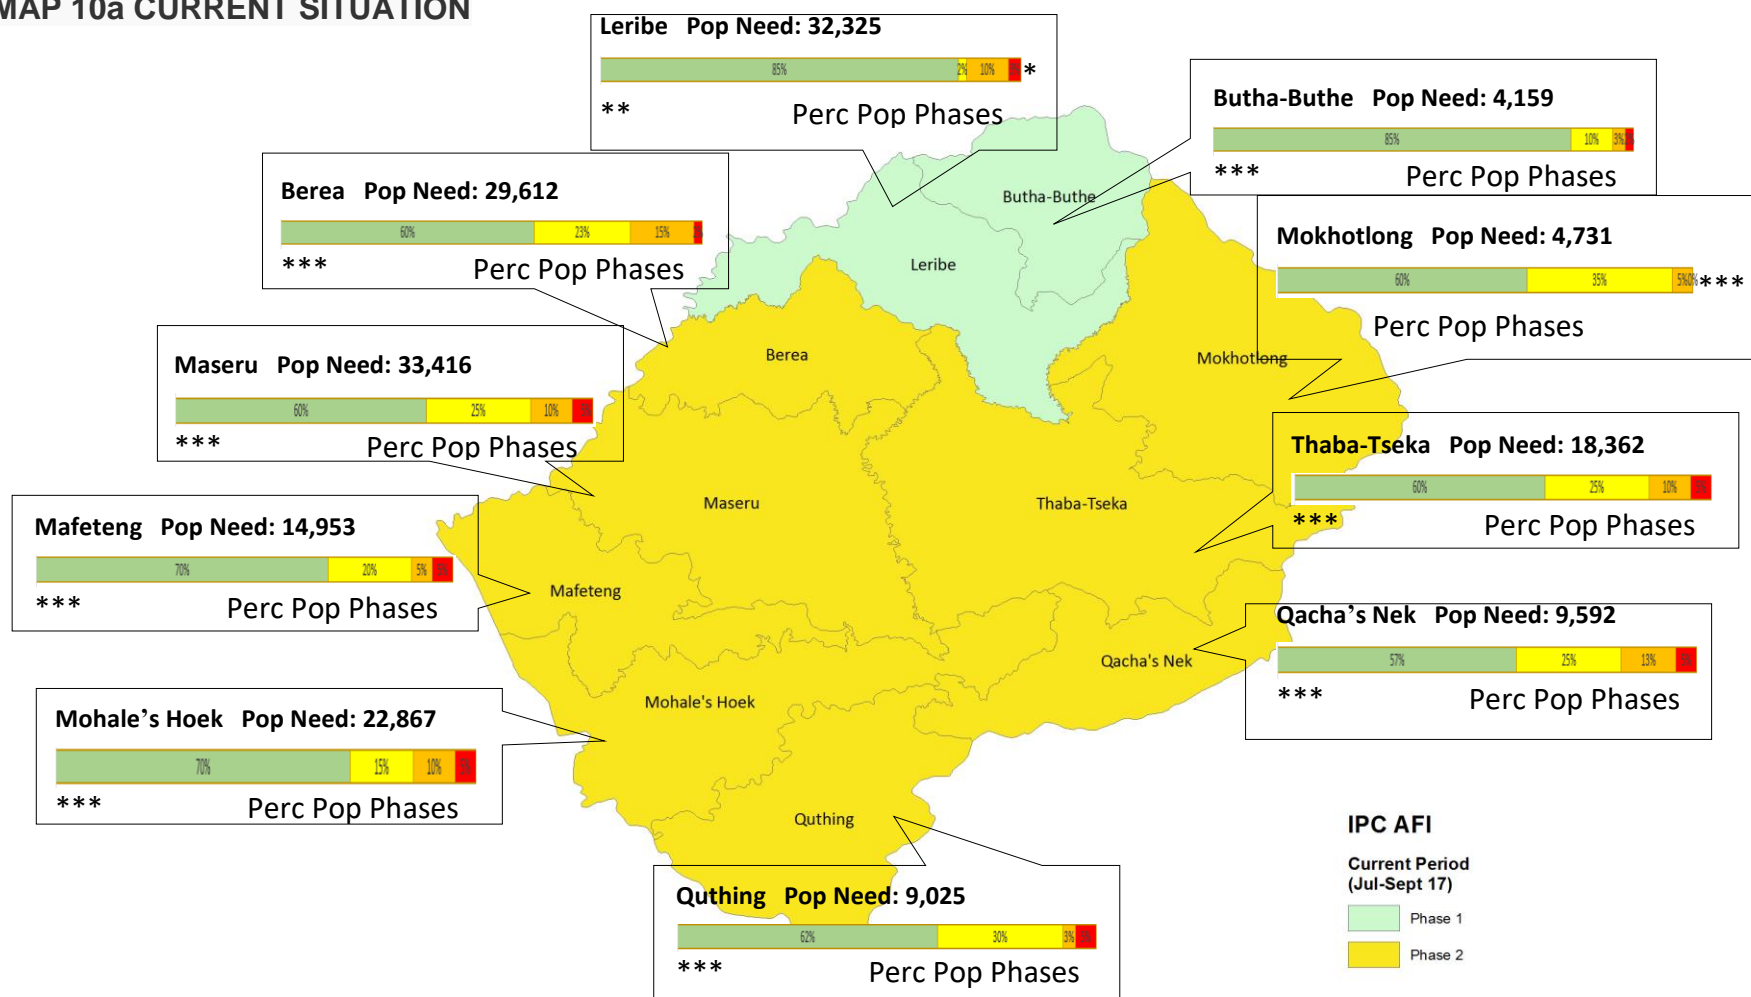 MAP 10a CURRENT SITUATION
Leribe Pop Need: 32,325
85% 2% 10% *
** Perc Pop Phases
Butha-Buthe Pop Need: 4,159
85% 10% 3%
*** Perc Pop Phases
Berea Pop Need: 29,612
60% 23% 15%
*** Perc Pop Phases
Mokhotlong Pop Need: 4,731
60% 35% 5% 0% ***
Perc Pop Phases
Maseru Pop Need: 33,416
60% 25% 10% 5%
*** Perc Pop Phases
Thaba-Tseka Pop Need: 18,362
60% 25% 10% 5%
*** Perc Pop Phases
Mafeteng Pop Need: 14,953
70% 20% 5% 5%
*** Perc Pop Phases
Qacha’s Nek Pop Need: 9,592
57% 25% 13% 5%
*** Perc Pop Phases
Mohale’s Hoek Pop Need: 22,867
70% 15% 10% 5%
*** Perc Pop Phases
Quthing Pop Need: 9,025
62% 30% 3% 5%
*** Perc Pop Phases
Butha-Buthe
Leribe
Berea
Mokhotlong
Maseru
Thaba-Tseka
Mafeteng
Qacha's Nek
Mohale's Hoek
Quthing
IPC AFI
Current Period
(Jul-Sept 17)
Phase 1
Phase 2